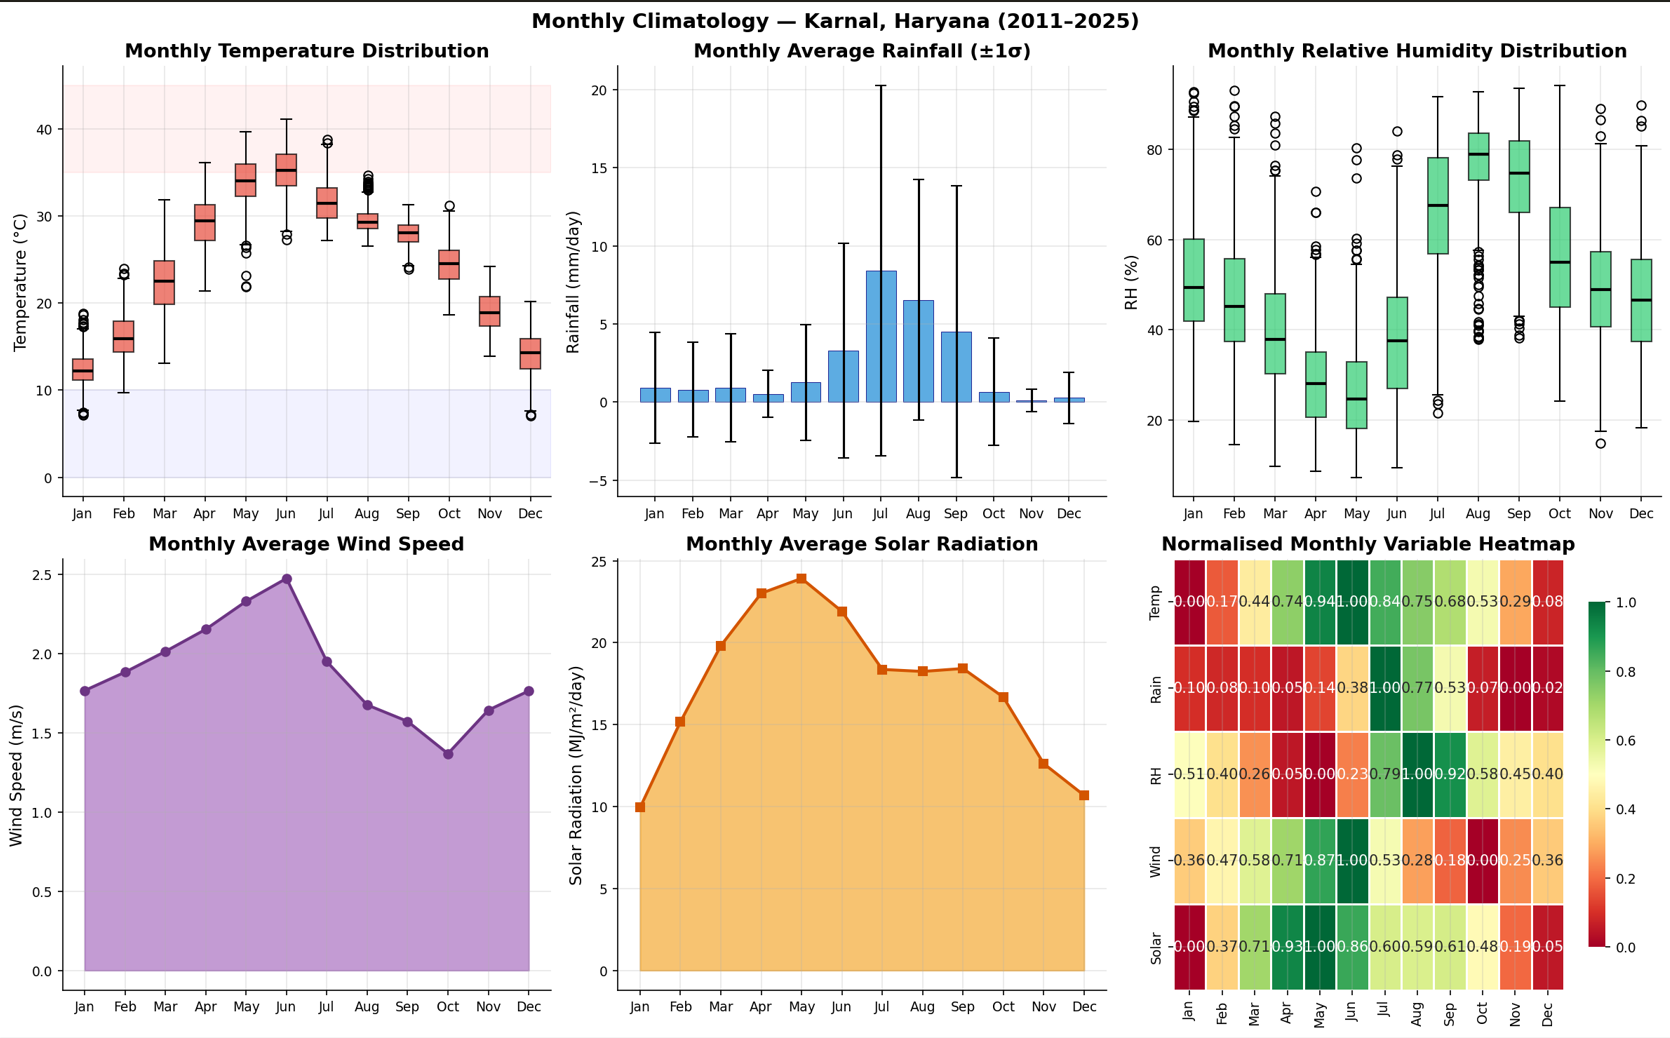 Monthly Climatology — Karnal, Haryana (2011–2025)
Monthly Temperature Distribution
Temperature (°C)
40
30
20
10
0
Jan Feb Mar Apr May Jun Jul Aug Sep Oct Nov Dec
Monthly Average Rainfall (±1σ)
Rainfall (mm/day)
20
15
10
5
0
−5
Jan Feb Mar Apr May Jun Jul Aug Sep Oct Nov Dec
Monthly Relative Humidity Distribution
RH (%)
80
60
40
20
Jan Feb Mar Apr May Jun Jul Aug Sep Oct Nov Dec
Monthly Average Wind Speed
Wind Speed (m/s)
2.5
2.0
1.5
1.0
0.5
0.0
Jan Feb Mar Apr May Jun Jul Aug Sep Oct Nov Dec
Monthly Average Solar Radiation
Solar Radiation (MJ/m²/day)
25
20
15
10
5
0
Jan Feb Mar Apr May Jun Jul Aug Sep Oct Nov Dec
Normalised Monthly Variable Heatmap
Temp 0.00 0.17 0.44 0.74 0.94 1.00 0.84 0.75 0.68 0.53 0.29 0.08
Rain 0.10 0.08 0.10 0.05 0.14 0.38 1.00 0.77 0.53 0.07 0.00 0.02
RH 0.51 0.40 0.26 0.05 0.00 0.23 0.79 1.00 0.92 0.58 0.45 0.40
Wind 0.36 0.47 0.58 0.71 0.87 1.00 0.53 0.28 0.18 0.00 0.25 0.36
Solar 0.00 0.37 0.71 0.93 1.00 0.86 0.60 0.59 0.61 0.48 0.19 0.05
Jan Feb Mar Apr May Jun Jul Aug Sep Oct Nov Dec
1.0
0.8
0.6
0.4
0.2
0.0